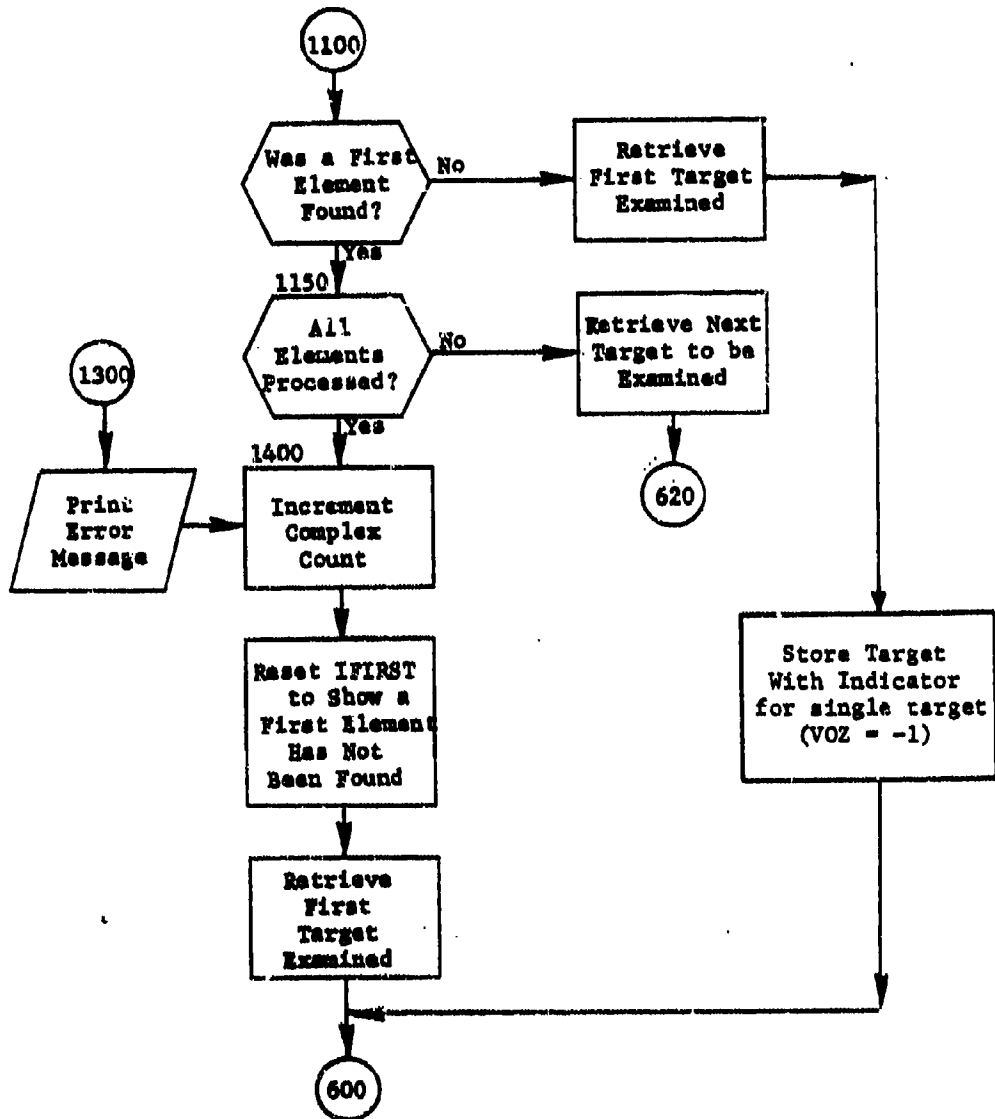 1100
Was a First
Element
Found?
No
Retrieve
First Target
Examined
Yes
1150
All
Elements
Processed?
No
Retrieve Next
Target to be
Examined
1300
Yes
1400
620
Print
Error
Message
Increment
Complex
Count
Reset IFIRST
to Show a
First Element
Has Not
Been Found
Store Target
With Indicator
for single target
(VOZ = -1)
Retrieve
First
Target
Examined
600